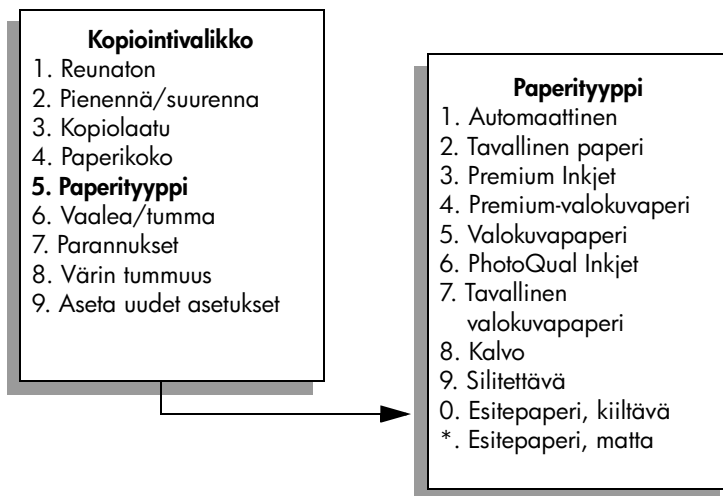 Kopiointivalikko
1. Reunaton
2. Pienennä/suurenna
3. Kopiolaatu
4. Paperikoko
5. Paperityyppi
6. Vaalea/tumma
7. Parannukset
8. Värin tummuus
9. Aseta uudet asetukset
Paperityyppi
1. Automaattinen
2. Tavallinen paperi
3. Premium Inkjet
4. Premium-valokuvaperi
5. Valokuvapaperi
6. PhotoQual Inkjet
7. Tavallinen
valokuvapaperi
8. Kalvo
9. Silitettävä
0. Esitepaperi, kiiltävä
*. Esitepaperi, matta